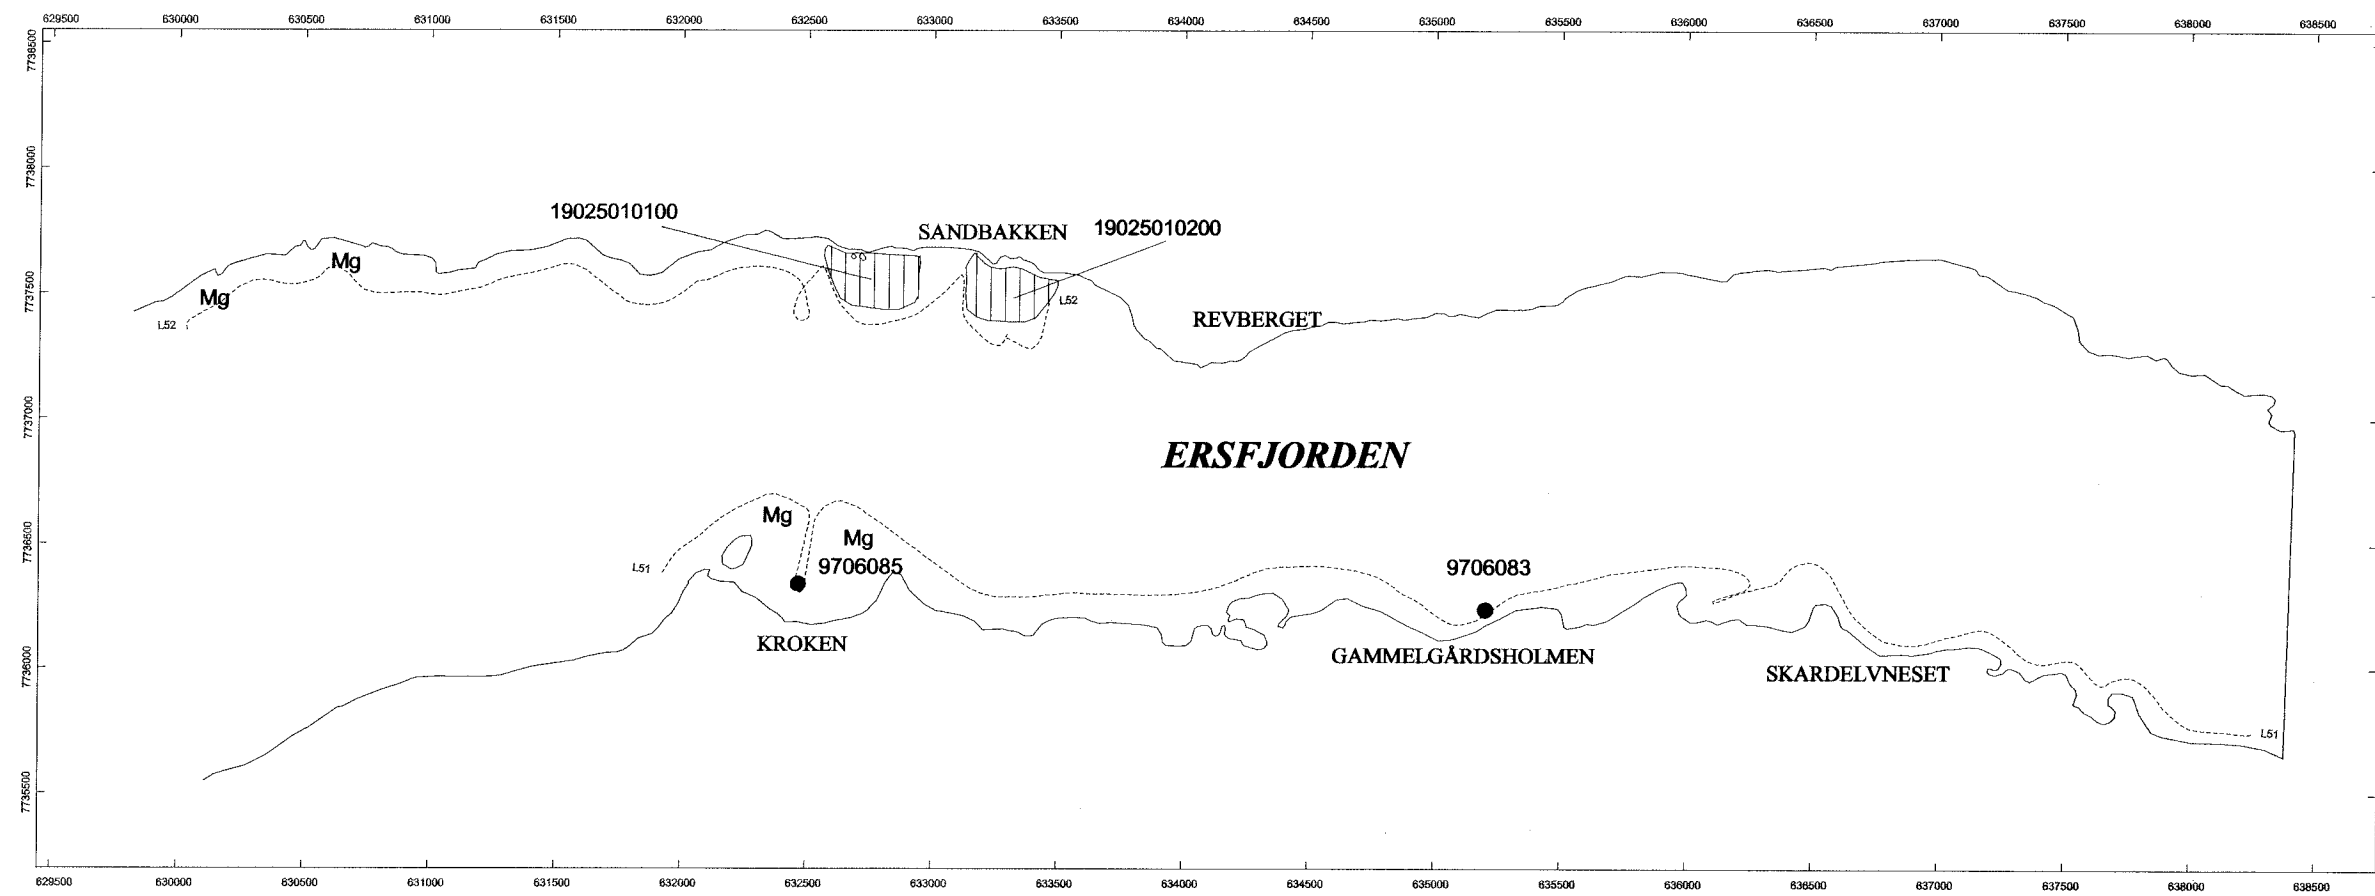 629500 630000 630500 631000 631500 632000 632500 633000 633500 634000 634500 635000 635500 636000 636500 637000 637500 638000 638500
7738500
7738000
19025010100
SANDBAKKEN
19025010200
Mg
Mg
7737500
L52
L52
REVBERGET
7737000
ERSFJORDEN
Mg
Mg
7736500
L51
9706085
9706083
KROKEN
GAMMELGÅRDSHOLMEN
7736000
SKARDELVNESET
L51
7735500
629500 630000 630500 631000 631500 632000 632500 633000 633500 634000 634500 635000 635500 636000 636500 637000 637500 638000 638500